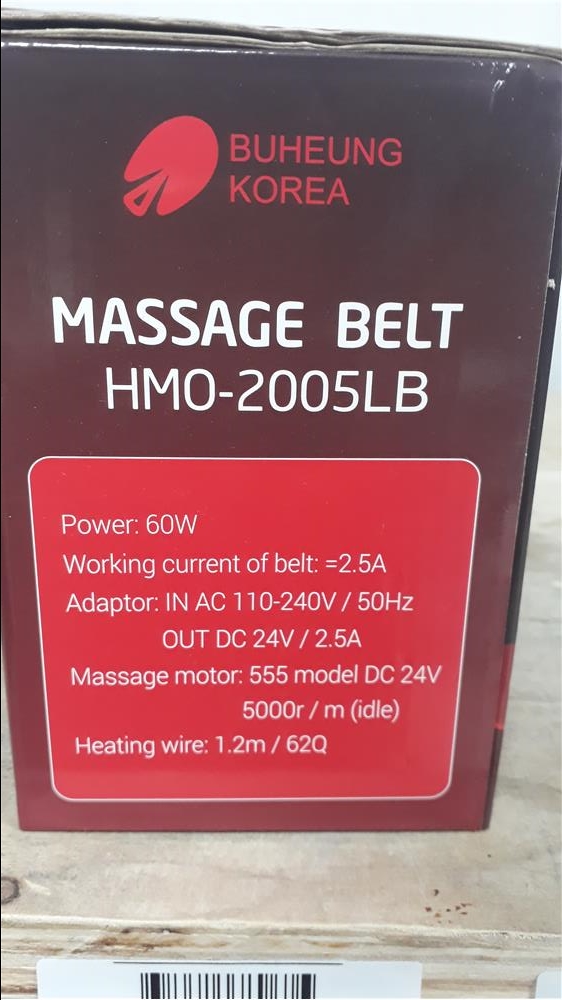 BUHEUNG
KOREA
MASSAGE BELT
HMO-2005LB
Power: 60W
Working current of belt: =2.5A
Adaptor: IN AC 110-240V / 50Hz
OUT DC 24V / 2.5A
Massage motor: 555 model DC 24V
5000r / m (idle)
Heating wire: 1.2m / 62Q